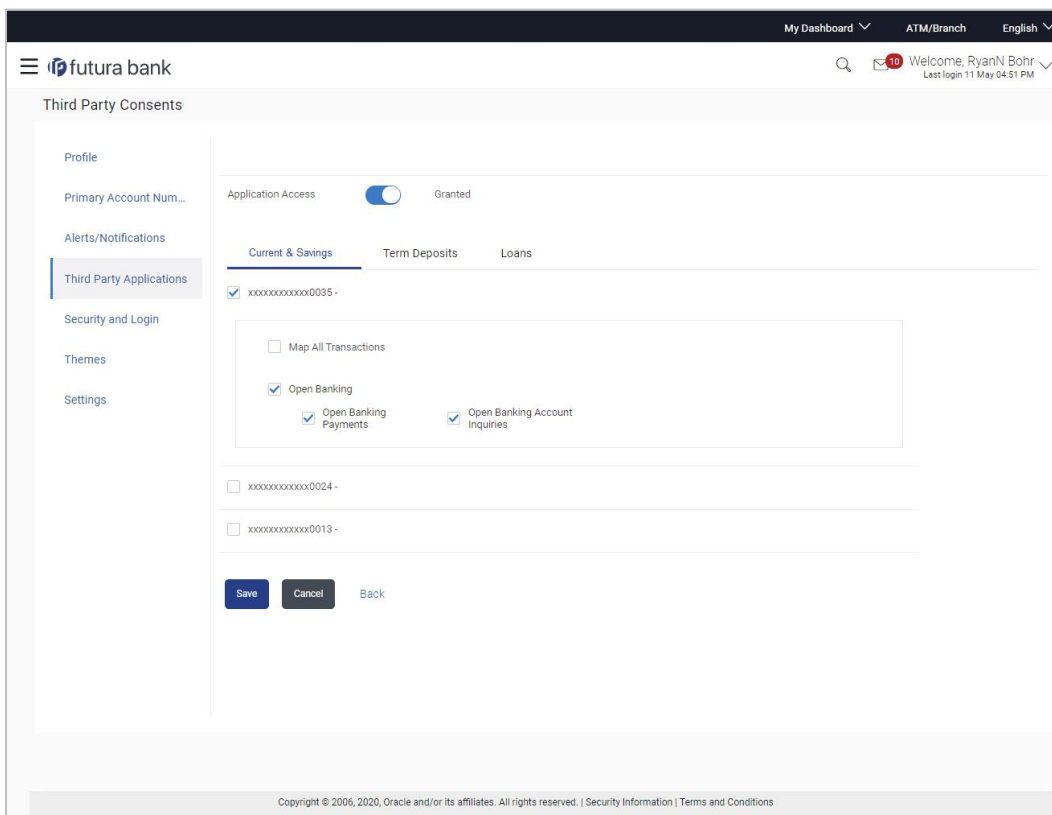 My Dashboard ATM/Branch English
futura bank
10 Welcome, RyanN Bohr
Last login 11 May 04:51 PM
Third Party Consents
Profile
Primary Account Num...
Alerts/Notifications
Third Party Applications
Security and Login
Themes
Settings
Application Access Granted
Current & Savings Term Deposits Loans
xxxxxxxxxxxx0035 -
Map All Transactions
Open Banking
Open Banking
Payments
Open Banking Account
Inquiries
xxxxxxxxxxxx0024 -
xxxxxxxxxxxx0013 -
Save Cancel Back
Copyright © 2006, 2020, Oracle and/or its affiliates. All rights reserved. | Security Information | Terms and Conditions